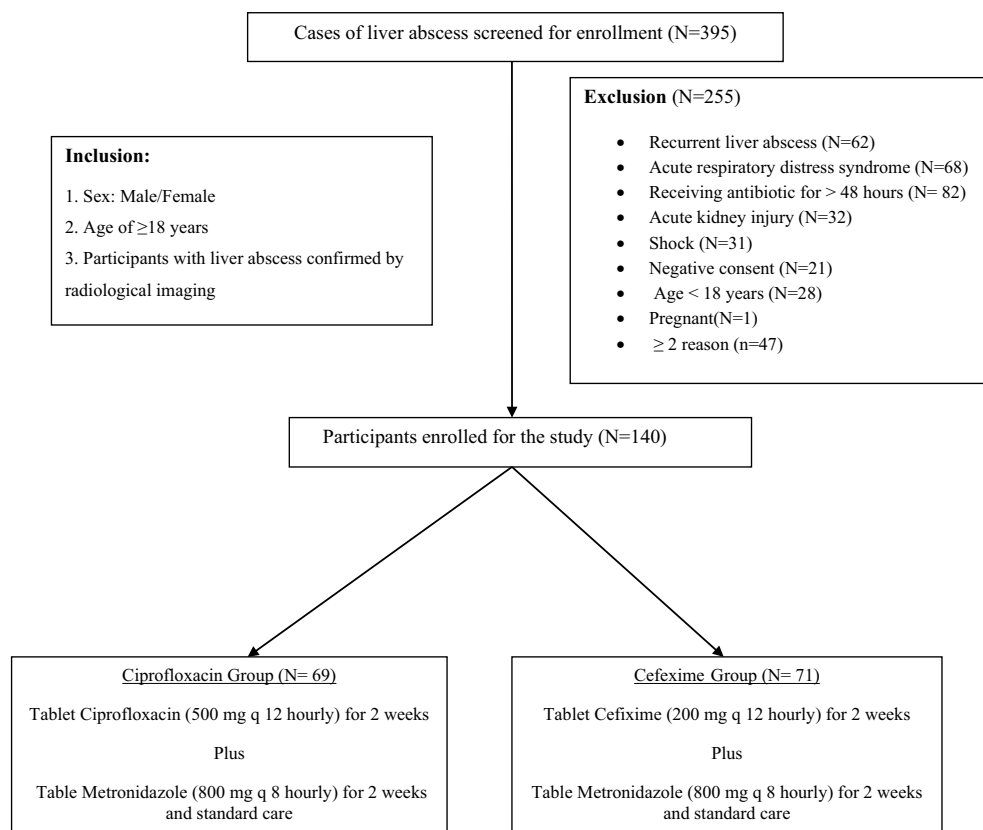 Cases of liver abscess screened for enrollment (N=395)
Exclusion (N=255)
• Recurrent liver abscess (N=62)
• Acute respiratory distress syndrome (N=68)
• Receiving antibiotic for > 48 hours (N= 82)
• Acute kidney injury (N=32)
• Shock (N=31)
• Negative consent (N=21)
• Age < 18 years (N=28)
• Pregnant(N=1)
• ≥ 2 reason (n=47)
Inclusion:
1. Sex: Male/Female
2. Age of ≥18 years
3. Participants with liver abscess confirmed by
radiological imaging
Participants enrolled for the study (N=140)
Ciprofloxacin Group (N= 69)
Tablet Ciprofloxacin (500 mg q 12 hourly) for 2 weeks
Plus
Table Metronidazole (800 mg q 8 hourly) for 2 weeks
and standard care
Cefexime Group (N= 71)
Tablet Cefixime (200 mg q 12 hourly) for 2 weeks
Plus
Table Metronidazole (800 mg q 8 hourly) for 2 weeks
and standard care